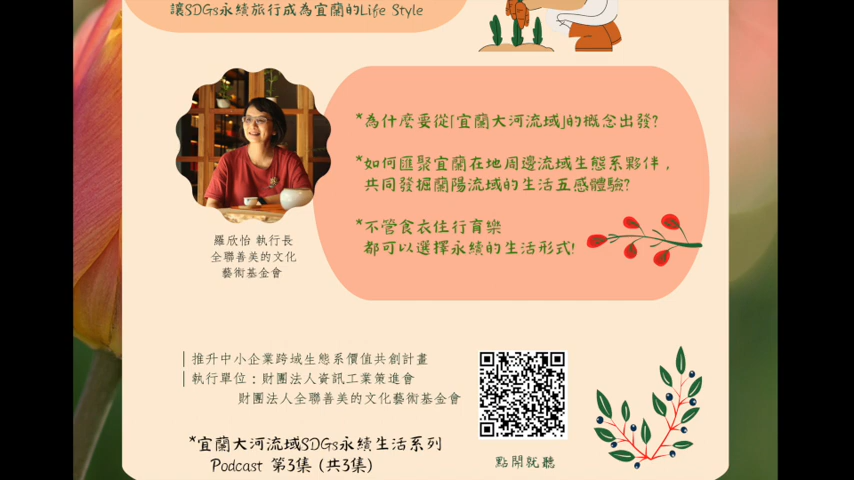 讓SDGs永續旅行成為宜蘭的Life Style
*為什麼要從「宜蘭大河流域」的概念出發?
*如何匯聚宜蘭在地周邊流域生態系夥伴，
共同發掘蘭陽流域的生活五感體驗?
*不管食衣住行育樂
都可以選擇永續的生活形式!
羅欣怡 執行長
全聯善美的文化
藝術基金會
│推升中小企業跨域生態系價值共創計畫
│執行單位：財團法人資訊工業策進會
財團法人全聯善美的文化藝術基金會
*宜蘭大河流域SDGs永續生活系列
Podcast 第3集 (共3集)
點開就聽